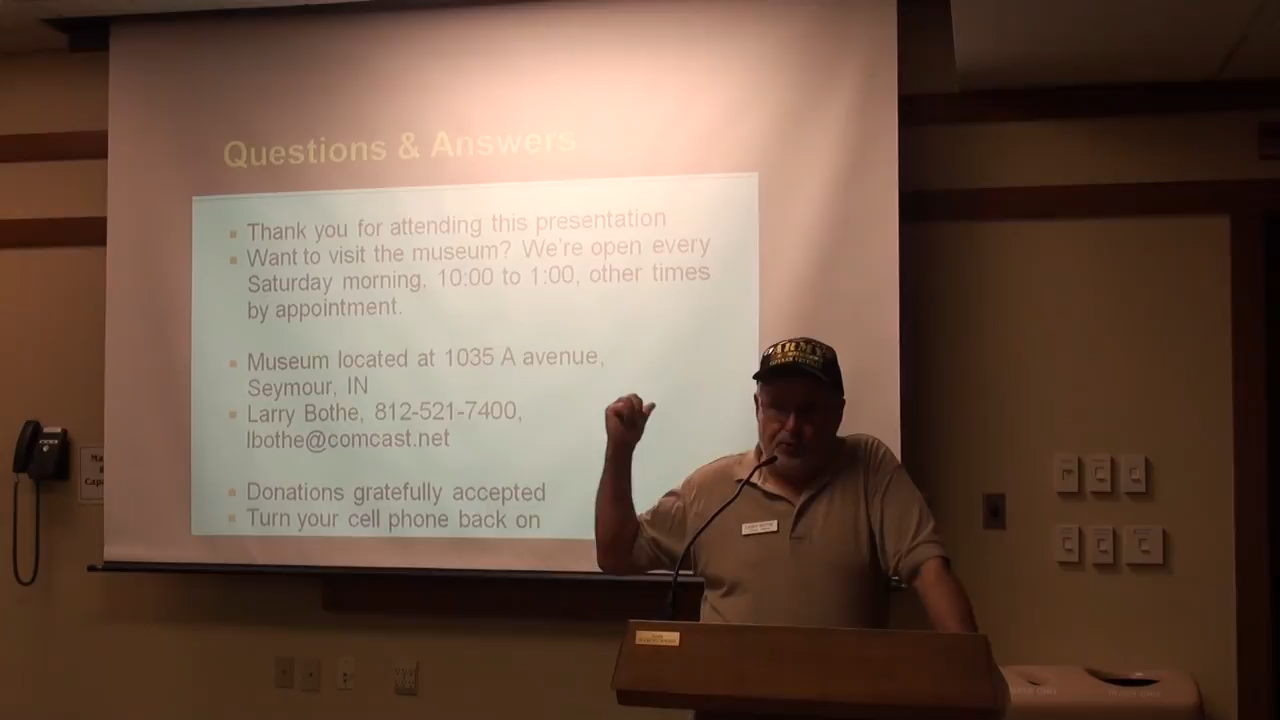 Questions & Answers
Thank you for attending this presentation
Want to visit the museum? We're open every
Saturday morning, 10:00 to 1:00, other times
by appointment.
Museum located at 1035 A avenue,
Seymour, IN
Larry Bothe, 812-521-7400,
lbothe@comcast.net
Donations gratefully accepted
Turn your cell phone back on
ARMY